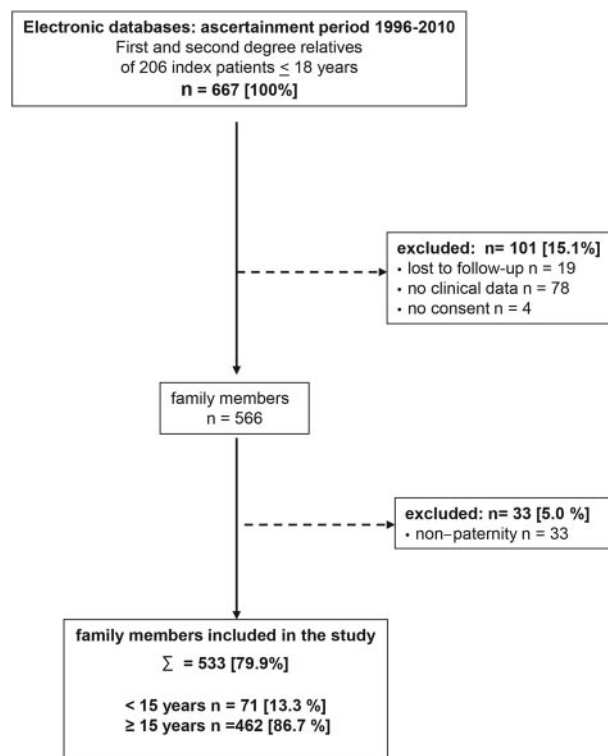 Electronic databases: ascertainment period 1996-2010
First and second degree relatives
of 206 index patients ≤ 18 years
n = 667 [100%]
excluded: n= 101 [15.1%]
• lost to follow-up n = 19
• no clinical data n = 78
• no consent n = 4
family members
n = 566
excluded: n= 33 [5.0 %]
• non–paternity n = 33
family members included in the study
∑ = 533 [79.9%]
< 15 years n = 71 [13.3 %]
≥ 15 years n =462 [86.7 %]